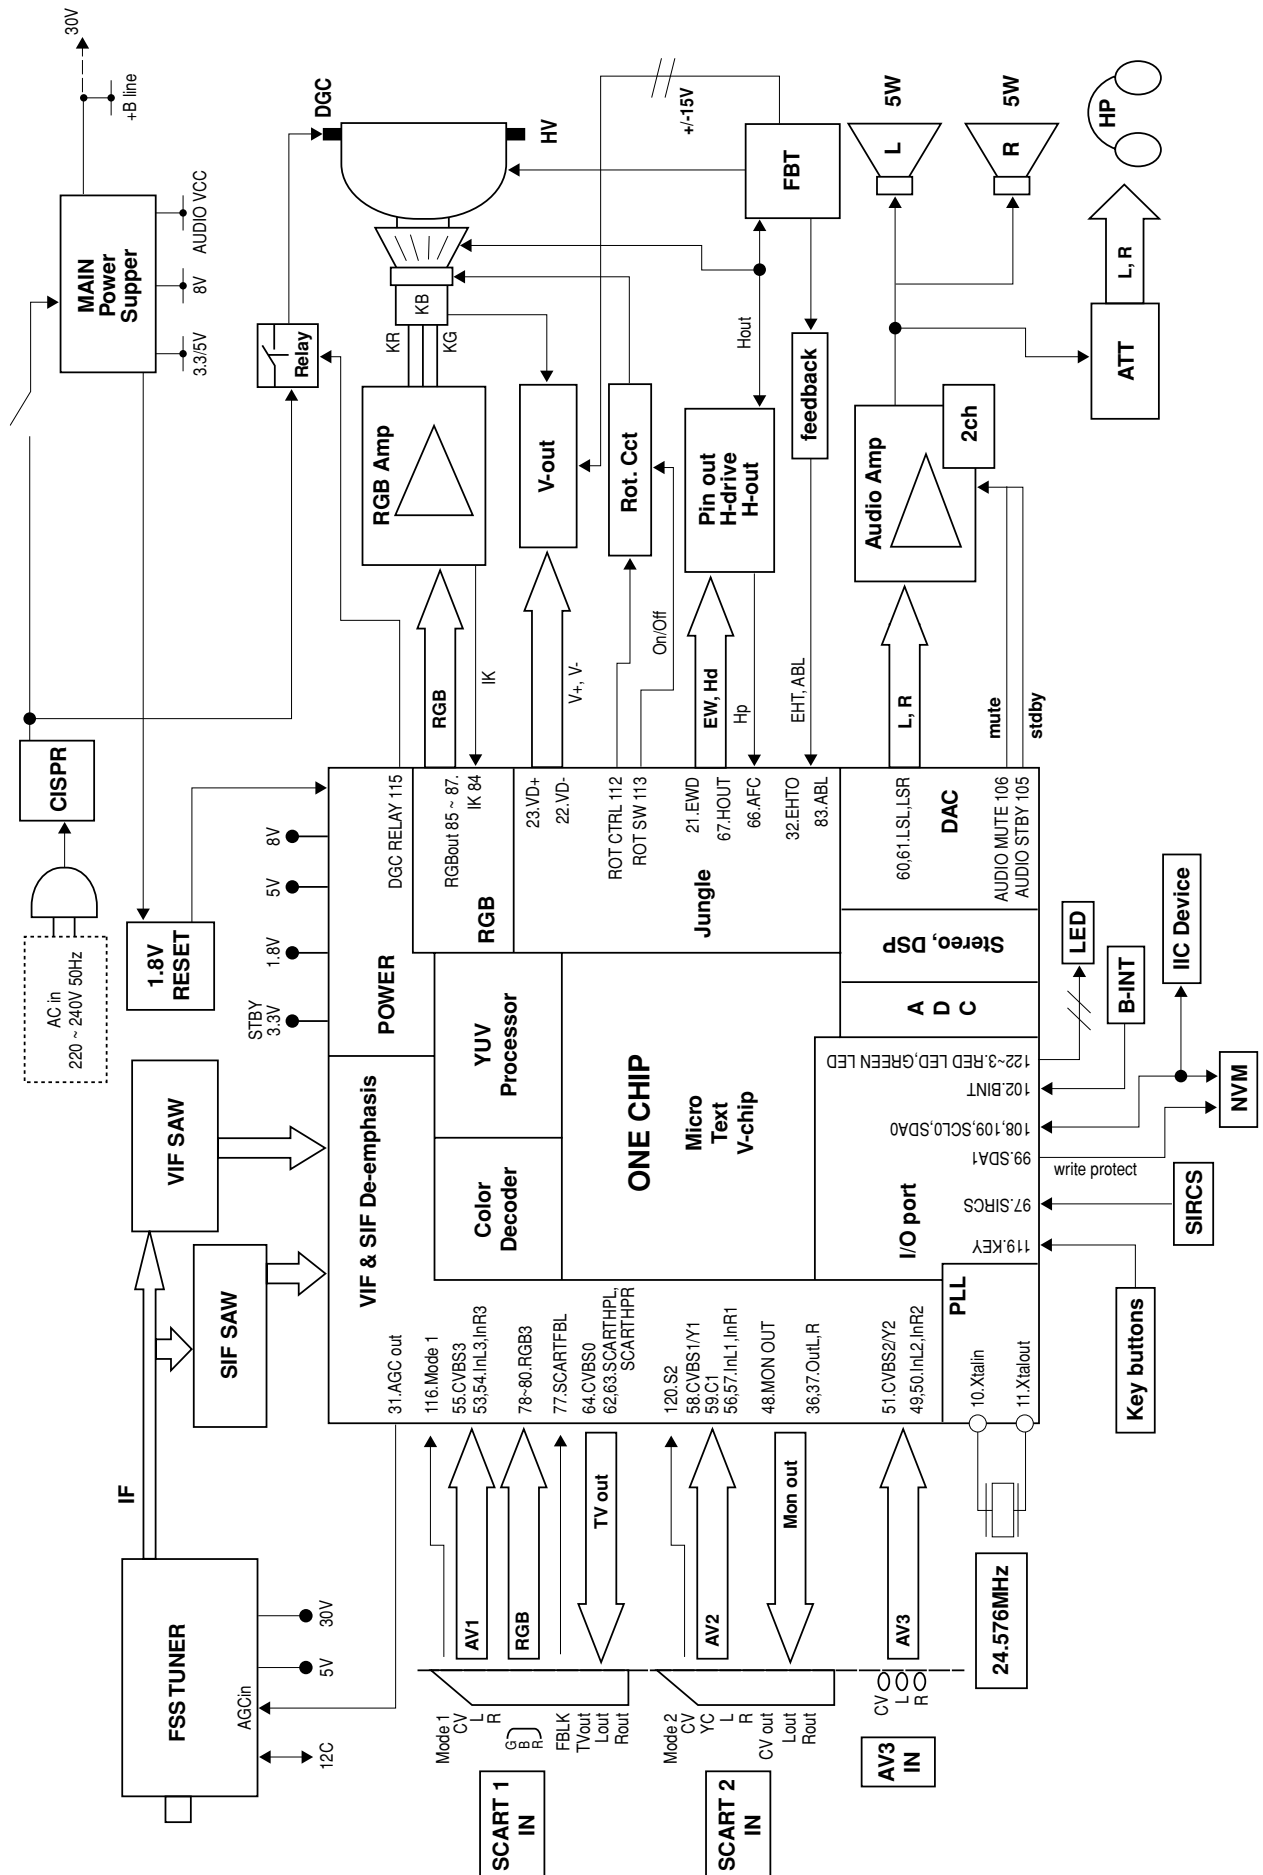 FSS TUNER
AGCin
12C
5V
30V
IF
SIF SAW
VIF SAW
AC in
220 ~ 240V 50Hz
CISPR
1.8V
RESET
MAIN
Power
Supper
3.3/5V
8V
AUDIO VCC
30V
+B line
STBY
3.3V
1.8V
5V
8V
Relay
DGC
HV
KR
KB
KG
RGB Amp
V-out
Rot. Cct
Pin out
H-drive
H-out
Hout
feedback
FBT
+/-15V
Audio Amp
2ch
L
5W
R
5W
ATT
L, R
HP
RGB
IK
V+, V-
On/Off
EW, Hd
Hp
EHT, ABL
L, R
mute
stdby
VIF & SIF De-emphasis
POWER
DGC RELAY 115
RGBout 85 ~ 87.
IK 84
RGB
23.VD+
22.VD-
ROT CTRL 112
ROT SW 113
21.EWD
67.HOUT
66.AFC
32.EHTO
83.ABL
Jungle
60,61.LSL,LSR
DAC
AUDIO MUTE 106
AUDIO STBY 105
Stereo, DSP
A
D
C
YUV
Processor
Color
Decoder
ONE CHIP
Micro
Text
V-chip
I/O port
122~3.RED LED,GREEN LED
102.BINT
108,109,SCL0,SDA0
99.SDA1
97.SIRCS
119.KEY
write protect
LED
B-INT
IIC Device
NVM
SIRCS
Key buttons
PLL
10.Xtalin
11.Xtalout
24.576MHz
31.AGC out
116.Mode 1
55.CVBS3
53,54.InL3,InR3
78~80.RGB3
77.SCARTFBL
64.CVBS0
62,63.SCARTHPL,
SCARTHPR
120.S2
58.CVBS1/Y1
59.C1
56,57.InL1,InR1
48.MON OUT
36,37.OutL,R
51.CVBS2/Y2
49,50.InL2,InR2
AV1
RGB
TV out
AV2
Mon out
AV3
Mode 1
CV
L
R
G
B
R
FBLK
TVout
Lout
Rout
Mode 2
CV
YC
L
R
CV out
Lout
Rout
CV
L
R
SCART 1
IN
SCART 2
IN
AV3
IN